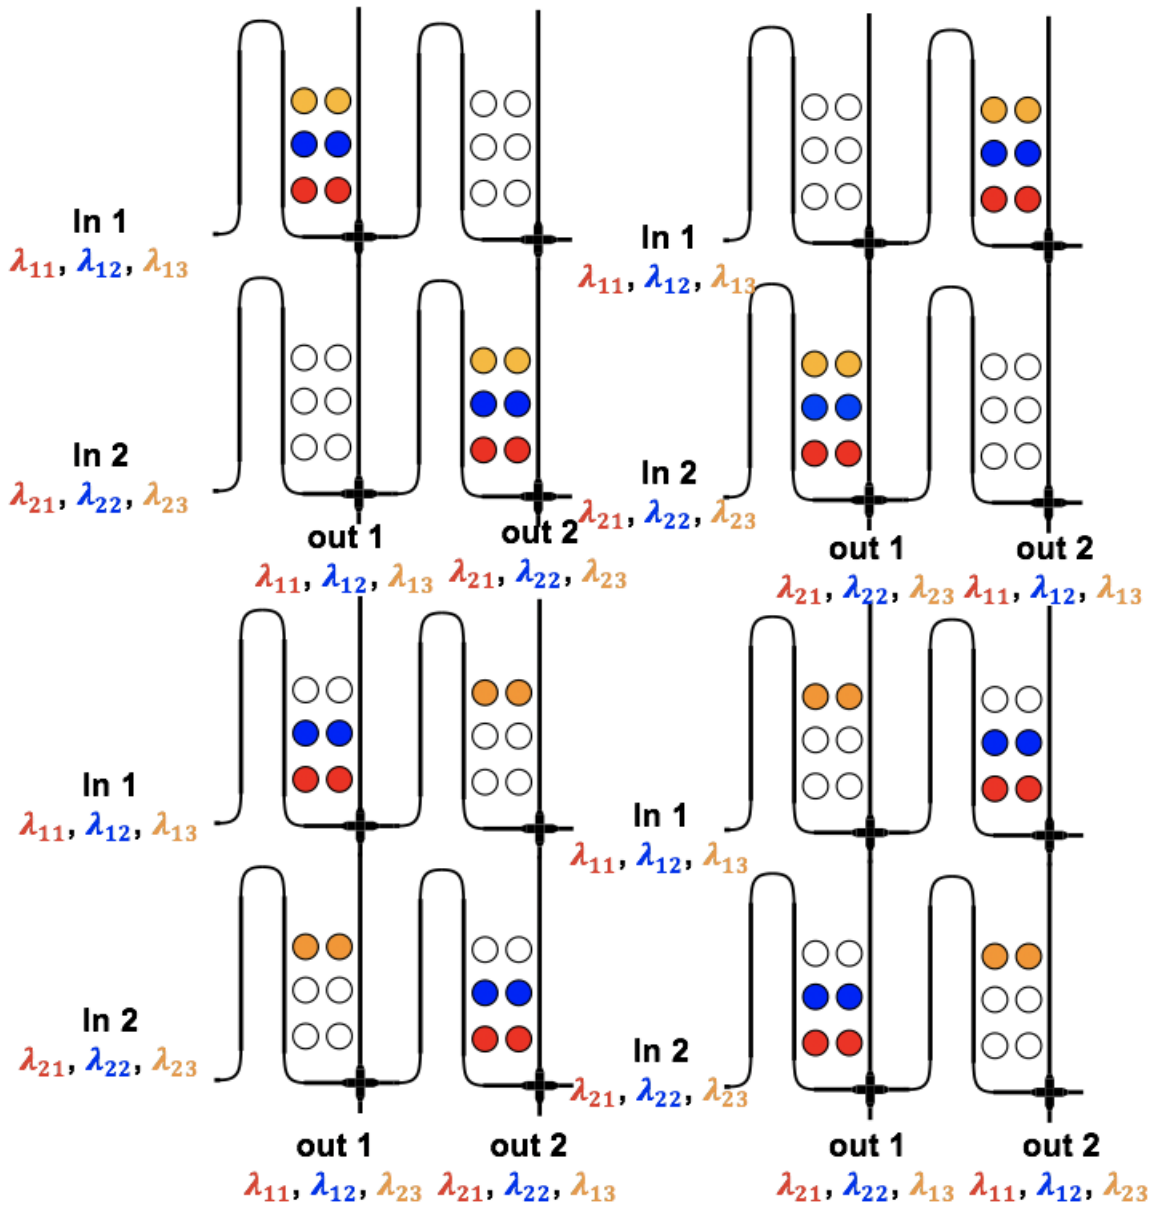 In 1
λ11, λ12, λ13
In 2
λ21, λ22, λ23
out 1
out 2
λ11, λ12, λ13
λ21, λ22, λ23
In 1
λ11, λ12, λ13
In 2
λ21, λ22, λ23
out 1
out 2
λ21, λ22, λ23
λ11, λ12, λ13
In 1
λ11, λ12, λ13
In 2
λ21, λ22, λ23
out 1
out 2
λ11, λ12, λ23
λ21, λ22, λ13
In 1
λ11, λ12, λ13
In 2
λ21, λ22, λ23
out 1
out 2
λ21, λ22, λ13
λ11, λ12, λ23